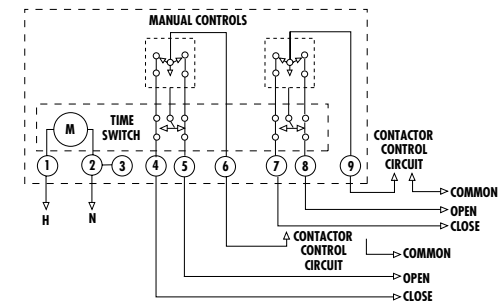 MANUAL CONTROLS
TIME
SWITCH
M
1
2
3
4
5
6
7
8
9
H
N
CONTACTOR
CONTROL
CIRCUIT
COMMON
OPEN
CLOSE
CONTACTOR
CONTROL
CIRCUIT
COMMON
OPEN
CLOSE